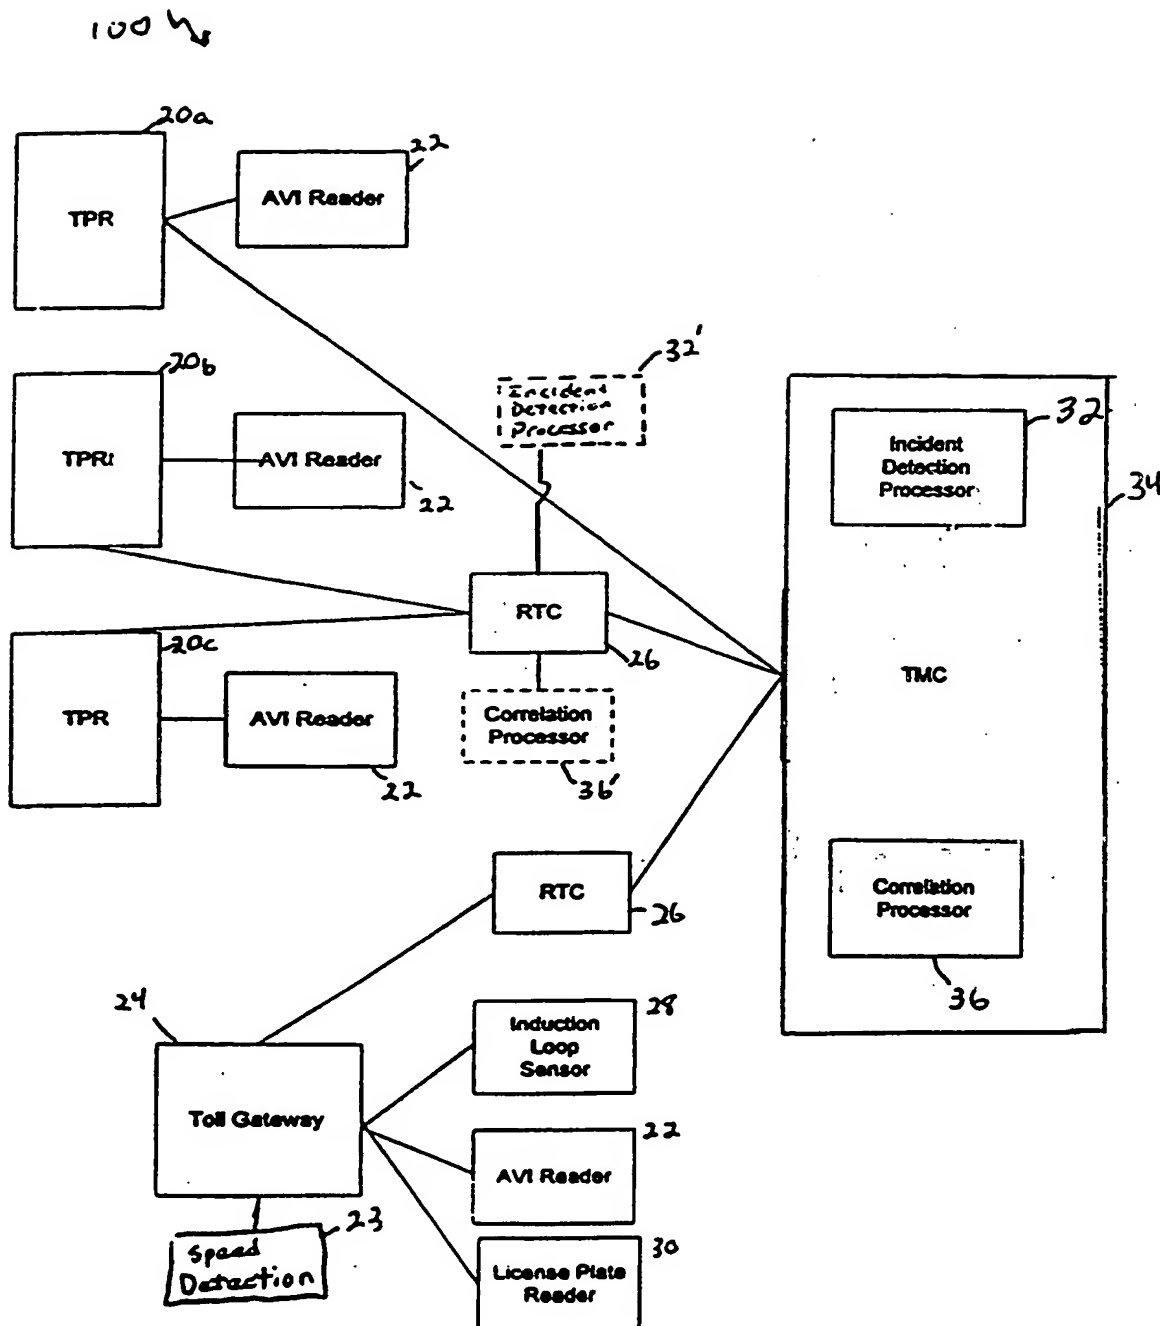 100
20a
TPR
22
AVI Reader
20b
TPR
AVI Reader
22
32'
Incident
Detection
Processor
32
Incident
Detection
Processor
34
RTC
26
20c
TPR
AVI Reader
22
Correlation
Processor
36'
TMC
RTC
26
Correlation
Processor
36
24
Toll Gateway
28
Induction
Loop
Sensor
22
AVI Reader
23
Speed
Detection
30
License Plate
Reader